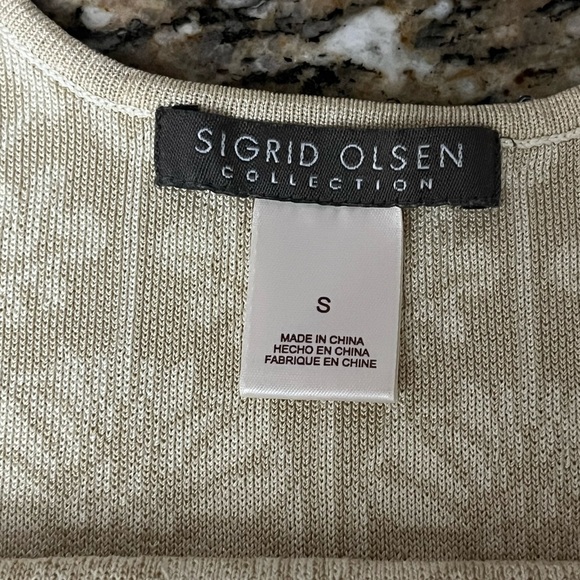 SIGRID OLSEN
COLLECTION
S
MADE IN CHINA
HECHO EN CHINA
FABRIQUE EN CHINE